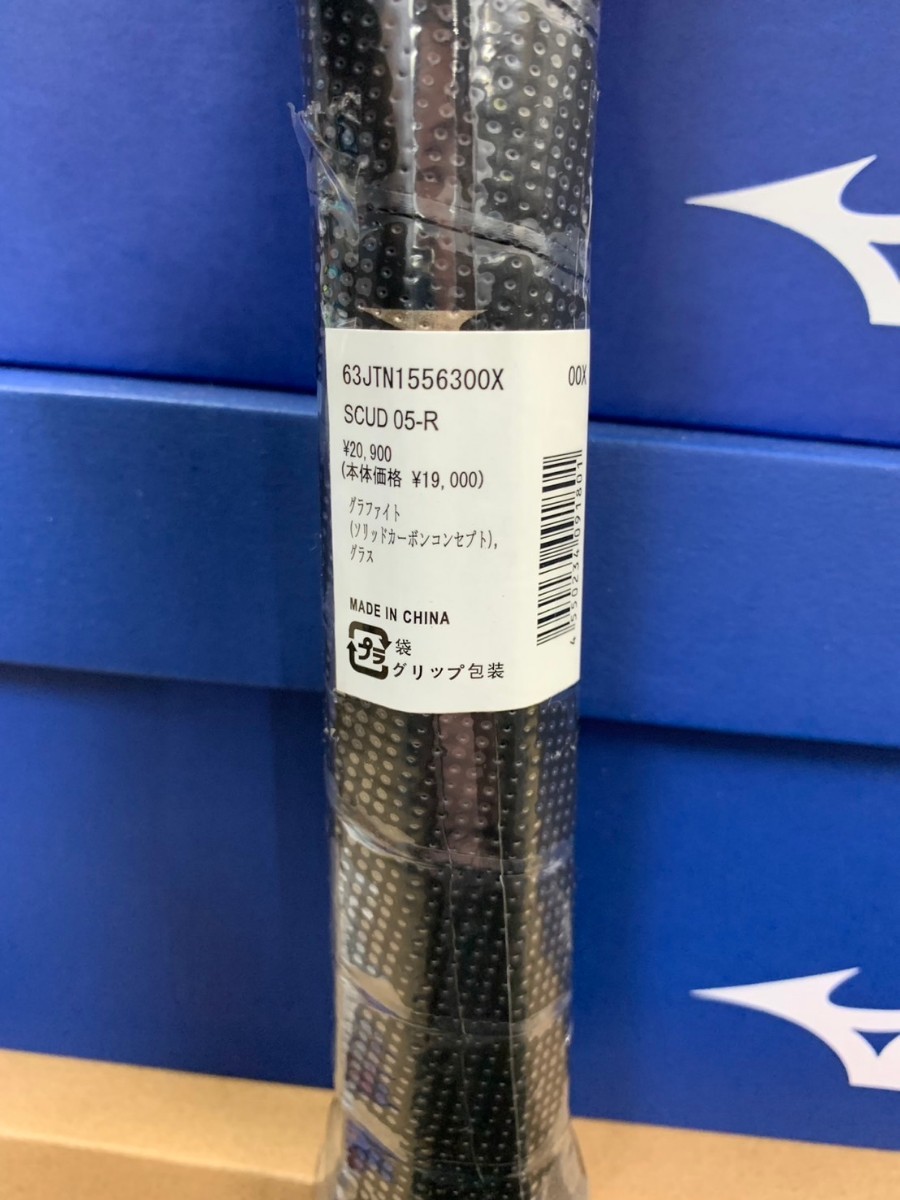 63JTN1556300X 00X
SCUD 05-R
¥20,900
(本体価格 ¥19,000)
グラファイト
(ソリッドカーボンコンセプト),
グラス
4550234091801
MADE IN CHINA
プラ
袋
グリップ包装